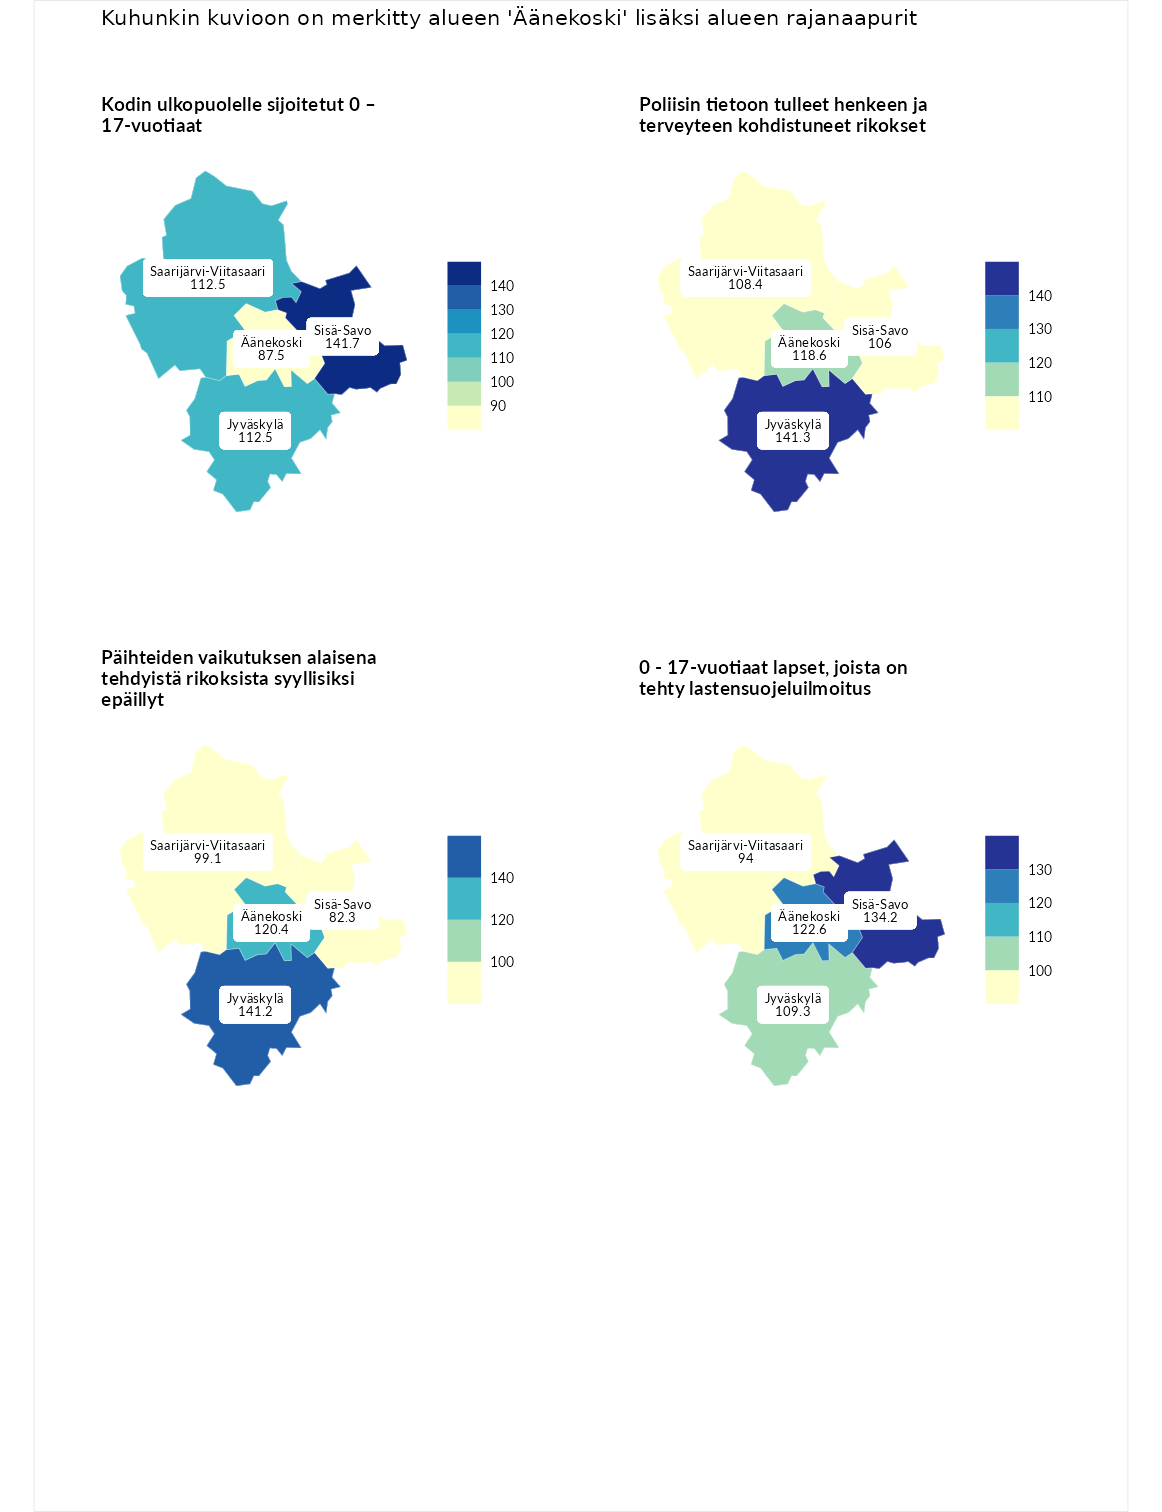 Kuhunkin kuvioon on merkitty alueen 'Äänekoski' lisäksi alueen rajanaapurit
Kodin ulkopuolelle sijoitetut 0 –
17-vuotiaat
Saarijärvi-Viitasaari
112.5
Sisä-Savo
141.7
Äänekoski
87.5
Jyväskylä
112.5
140
130
120
110
100
90
Poliisin tietoon tulleet henkeen ja
terveyteen kohdistuneet rikokset
Saarijärvi-Viitasaari
108.4
Sisä-Savo
106
Äänekoski
118.6
Jyväskylä
141.3
140
130
120
110
Päihteiden vaikutuksen alaisena
tehdyistä rikoksista syyllisiksi
epäillyt
Saarijärvi-Viitasaari
99.1
Sisä-Savo
82.3
Äänekoski
120.4
Jyväskylä
141.2
140
120
100
0 - 17-vuotiaat lapset, joista on
tehty lastensuojeluilmoitus
Saarijärvi-Viitasaari
94
Sisä-Savo
134.2
Äänekoski
122.6
Jyväskylä
109.3
130
120
110
100